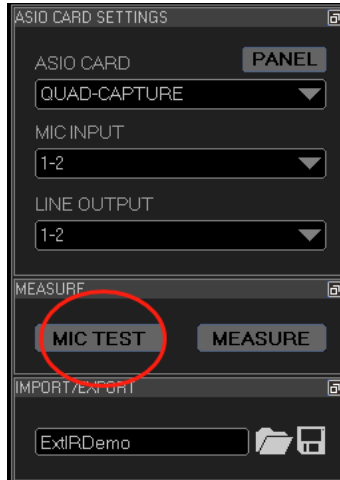 ASIO CARD SETTINGS
ASIO CARD
PANEL
QUAD-CAPTURE
MIC INPUT
1-2
LINE OUTPUT
1-2
MEASURE
MIC TEST
MEASURE
IMPORT/EXPORT
ExtIRDemo